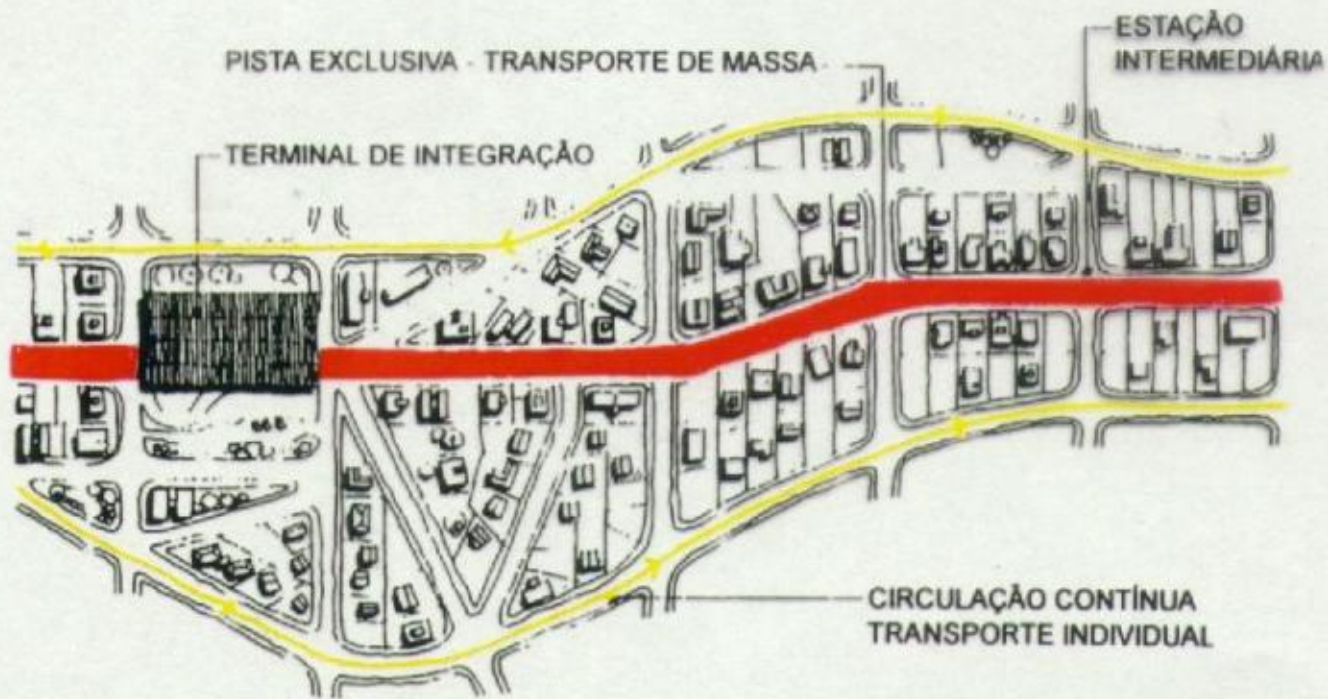 ESTAÇÃO
INTERMEDIÁRIA
PISTA EXCLUSIVA - TRANSPORTE DE MASSA
TERMINAL DE INTEGRAÇÃO
CIRCULAÇÃO CONTÍNUA
TRANSPORTE INDIVIDUAL